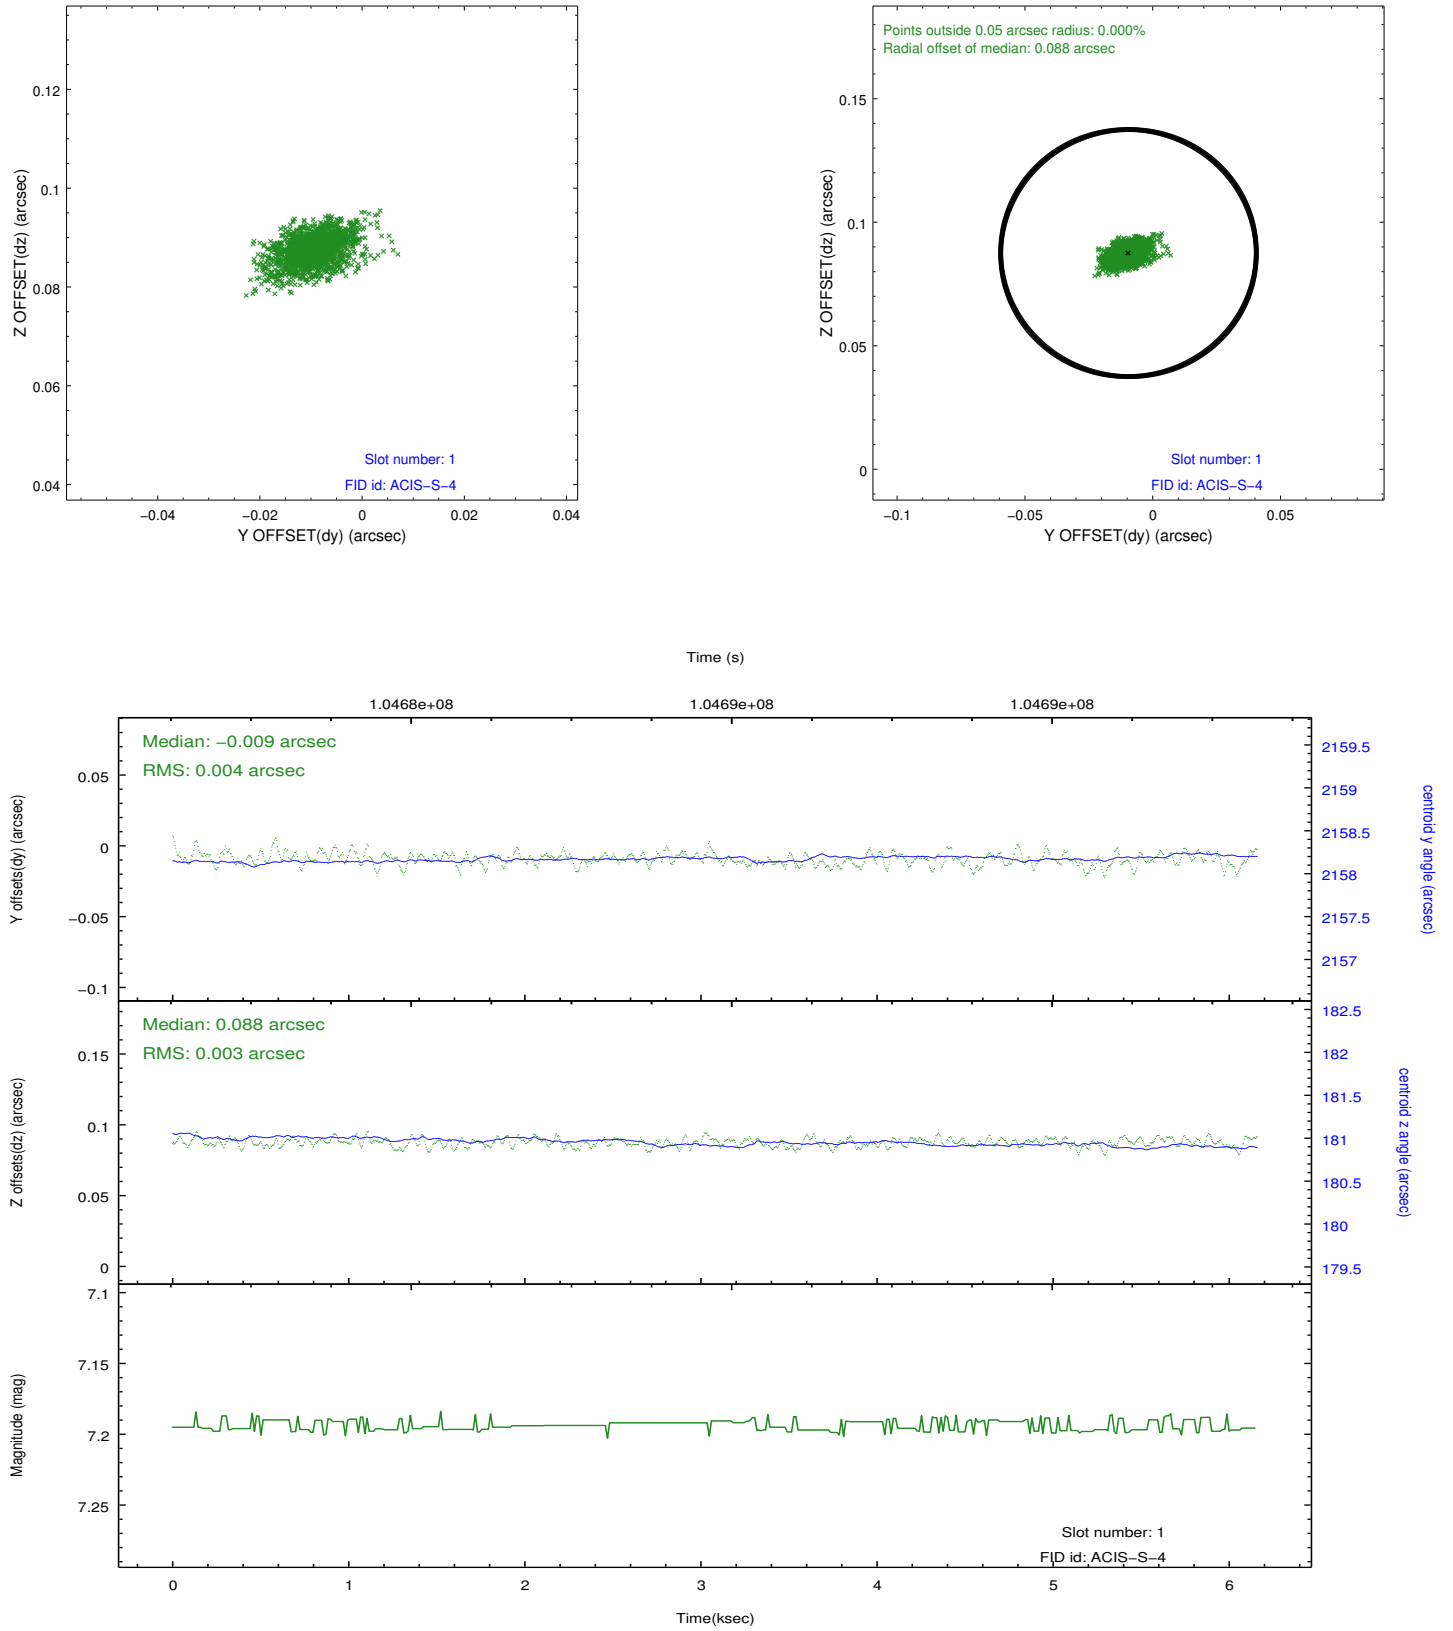 0.12
0.1
0.08
0.06
0.04
Z OFFSET(dz) (arcsec)
Slot number: 1
FID id: ACIS−S−4
−0.04
−0.02
0
0.02
0.04
Y OFFSET(dy) (arcsec)
Points outside 0.05 arcsec radius: 0.000%
Radial offset of median: 0.088 arcsec
0.15
0.1
0.05
0
Z OFFSET(dz) (arcsec)
Slot number: 1
FID id: ACIS−S−4
−0.1
−0.05
0
0.05
Y OFFSET(dy) (arcsec)
Time (s)
1.0468e+08
1.0469e+08
1.0469e+08
Median: −0.009 arcsec
RMS: 0.004 arcsec
0.05
0
−0.05
−0.1
Y offsets(dy) (arcsec)
2159.5
2159
2158.5
2158
2157.5
2157
centroid y angle (arcsec)
Median: 0.088 arcsec
RMS: 0.003 arcsec
0.15
0.1
0.05
0
Z offsets(dz) (arcsec)
182.5
182
181.5
181
180.5
180
179.5
centroid z angle (arcsec)
7.1
7.15
7.2
7.25
Magnitude (mag)
Slot number: 1
FID id: ACIS−S−4
0
1
2
3
4
5
6
Time(ksec)